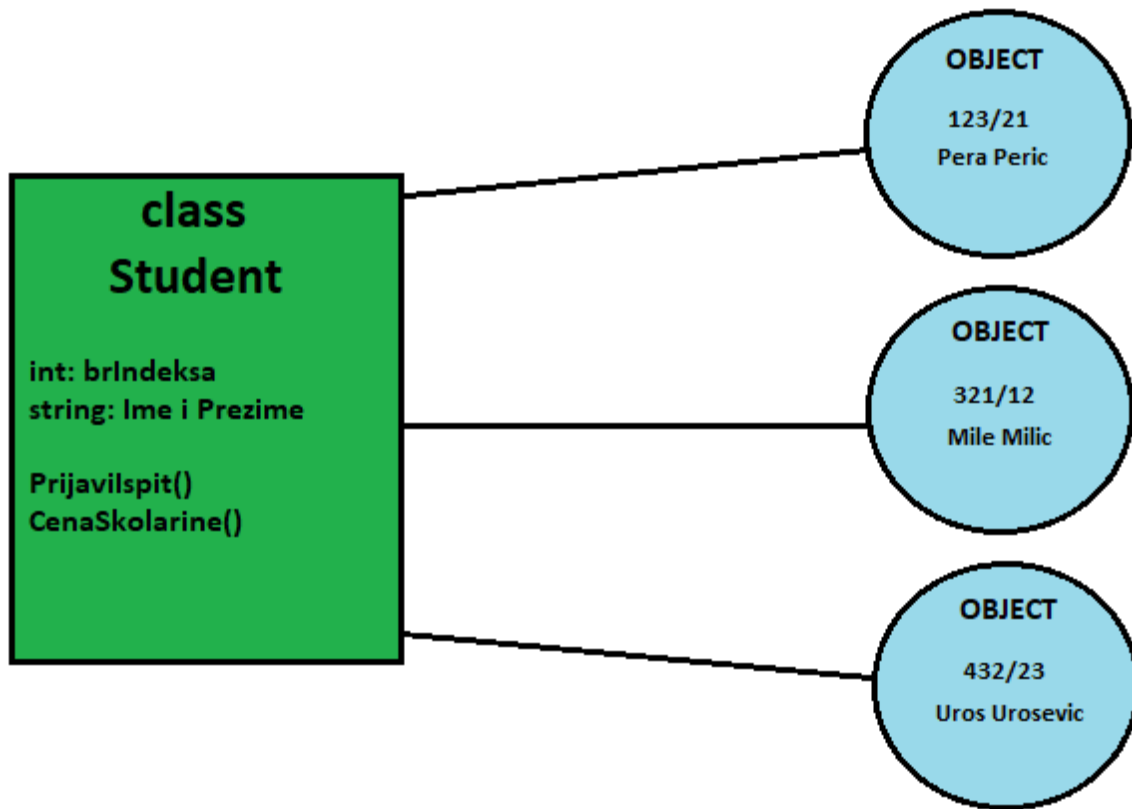 class
Student
int: brIndeksa
string: Ime i Prezime
PrijaviIspit()
CenaSkolarine()
OBJECT
123/21
Pera Peric
OBJECT
321/12
Mile Milic
OBJECT
432/23
Uros Urosevic